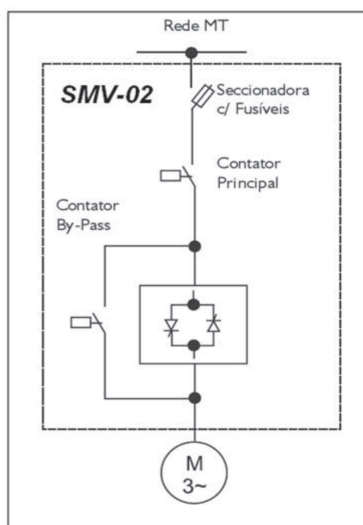 Rede MT
SMV-02
Seccionadora
c/ Fusíveis
Contator
Principal
Contator
By-Pass
M
3~